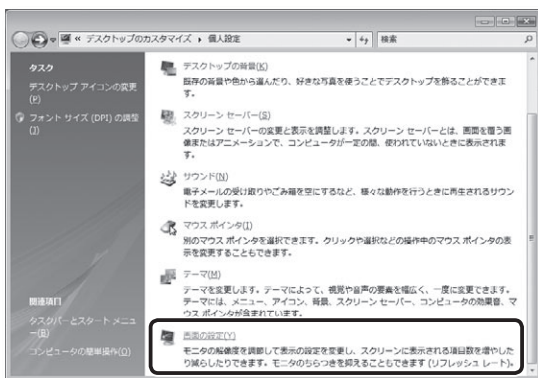 « デスクトップのカスタマイズ ▸ 個人設定
検索
タスク
デスクトップ アイコンの変更
(P)
フォント サイズ (DPI) の調整
(J)
デスクトップの背景(K)
既存の背景や色から選んだり、好きな写真を使うことでデスクトップを飾ることができま
す。
スクリーン セーバー(S)
スクリーン セーバーの変更と表示を調整します。スクリーン セーバーとは、画面を覆う画
像またはアニメーションで、コンピュータが一定の間、使われていないときに表示されま
す。
サウンド(N)
電子メールの受け取りやごみ箱を空にするなど、様々な動作を行うときに再生されるサウン
ドを変更します。
マウス ポインタ(I)
別のマウス ポインタを選択できます。クリックや選択などの操作中のマウス ポインタの表
示を変更することもできます。
テーマ(M)
テーマを変更します。テーマによって、視覚や音声の要素を幅広く、一度に変更できます。
テーマには、メニュー、アイコン、背景、スクリーン セーバー、コンピュータの効果音、マ
ウス ポインタが含まれています。
画面の設定(Y)
モニタの解像度を調節して表示の設定を変更し、スクリーンに表示される項目数を増やした
り減らしたりできます。モニタのちらつきを抑えることもできます (リフレッシュ レート)。
関連項目
タスク バーとスタート メニュ
ー(B)
コンピュータの簡単操作(O)